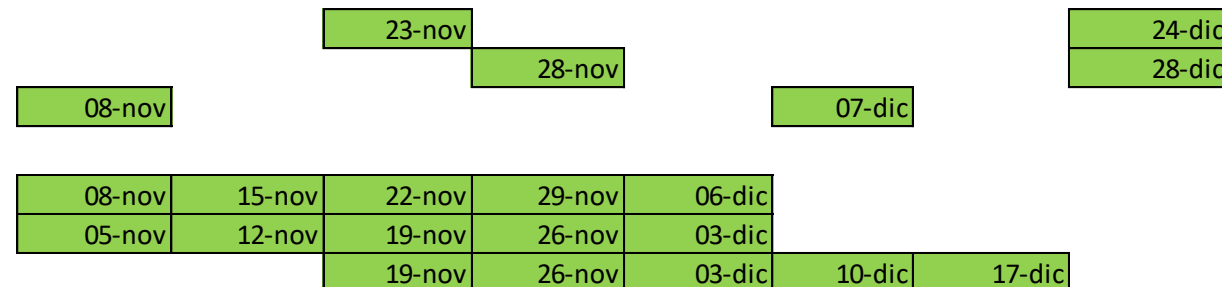 23-nov 24-dic
28-nov 28-dic
08-nov 07-dic
08-nov 15-nov 22-nov 29-nov 06-dic
05-nov 12-nov 19-nov 26-nov 03-dic
19-nov 26-nov 03-dic 10-dic 17-dic